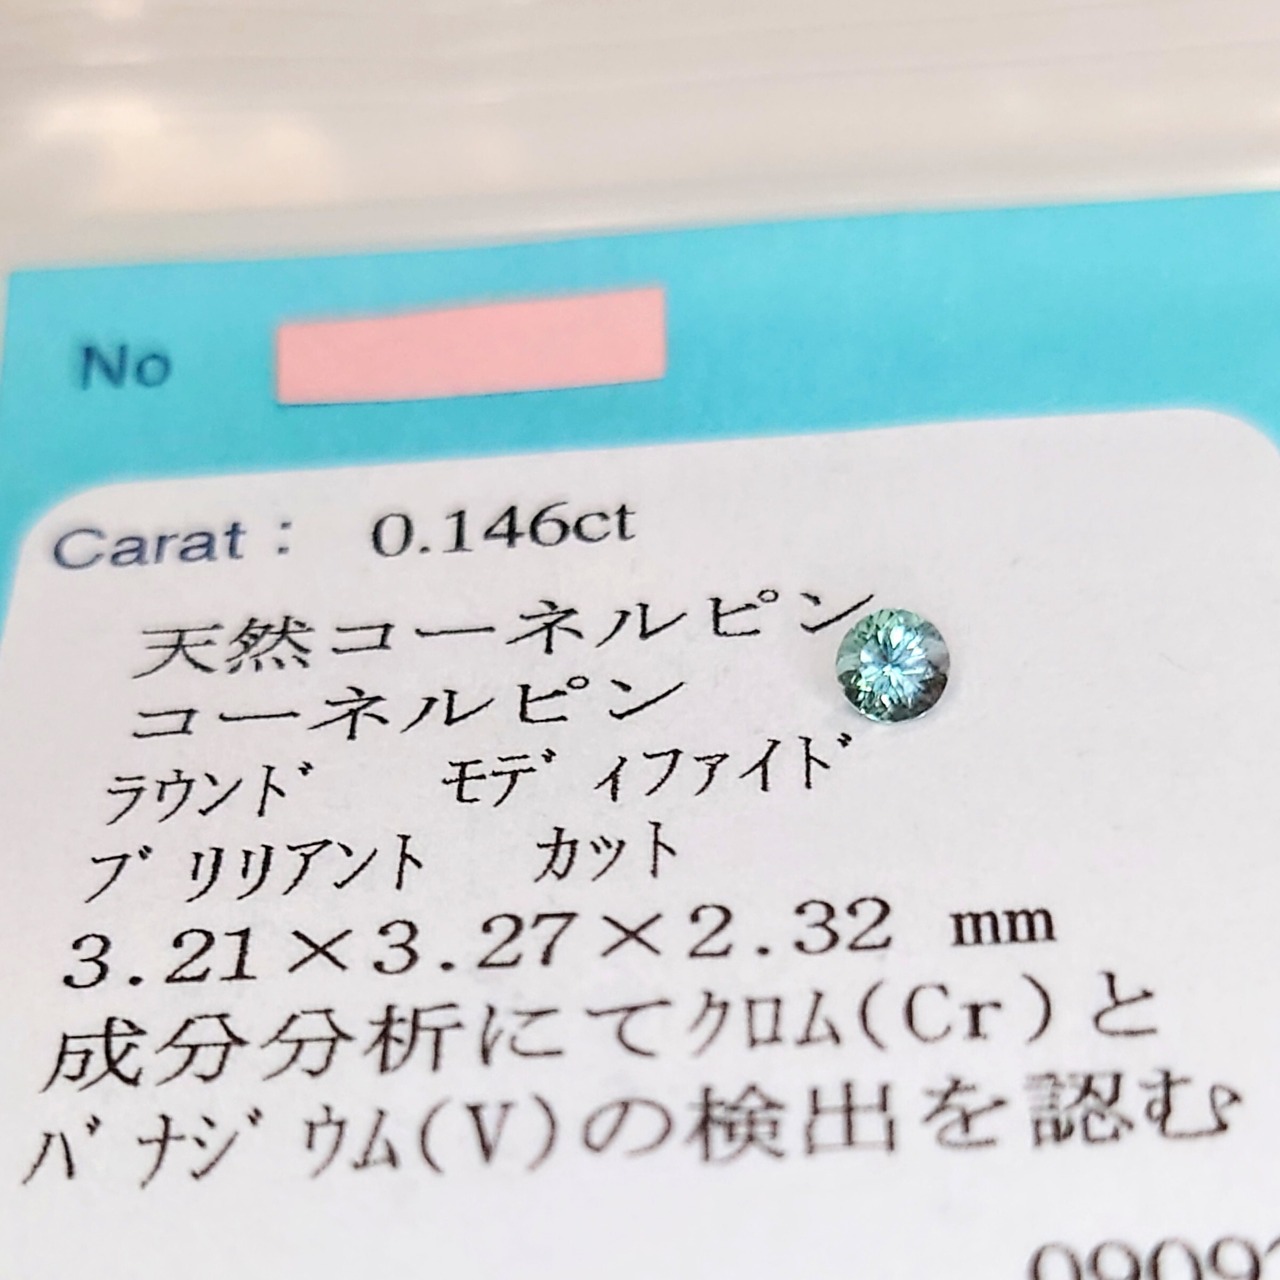 No
Carat： 0.146ct
天然コーネルピン
コーネルピン
ﾗｳﾝﾄﾞ ﾓﾃﾞｨﾌｧｲﾄﾞ
ﾌﾞﾘﾘｱﾝﾄ ｶｯﾄ
3.21×3.27×2.32 mm
成分分析にてｸﾛﾑ(Cr)と
ﾊﾞﾅｼﾞｳﾑ(V)の検出を認む